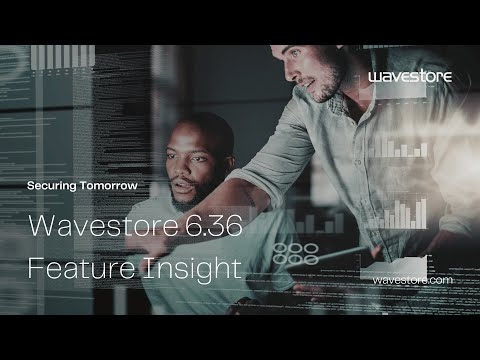 wavestore
Securing Tomorrow
Wavestore 6.36
Feature Insight
wavestore.com